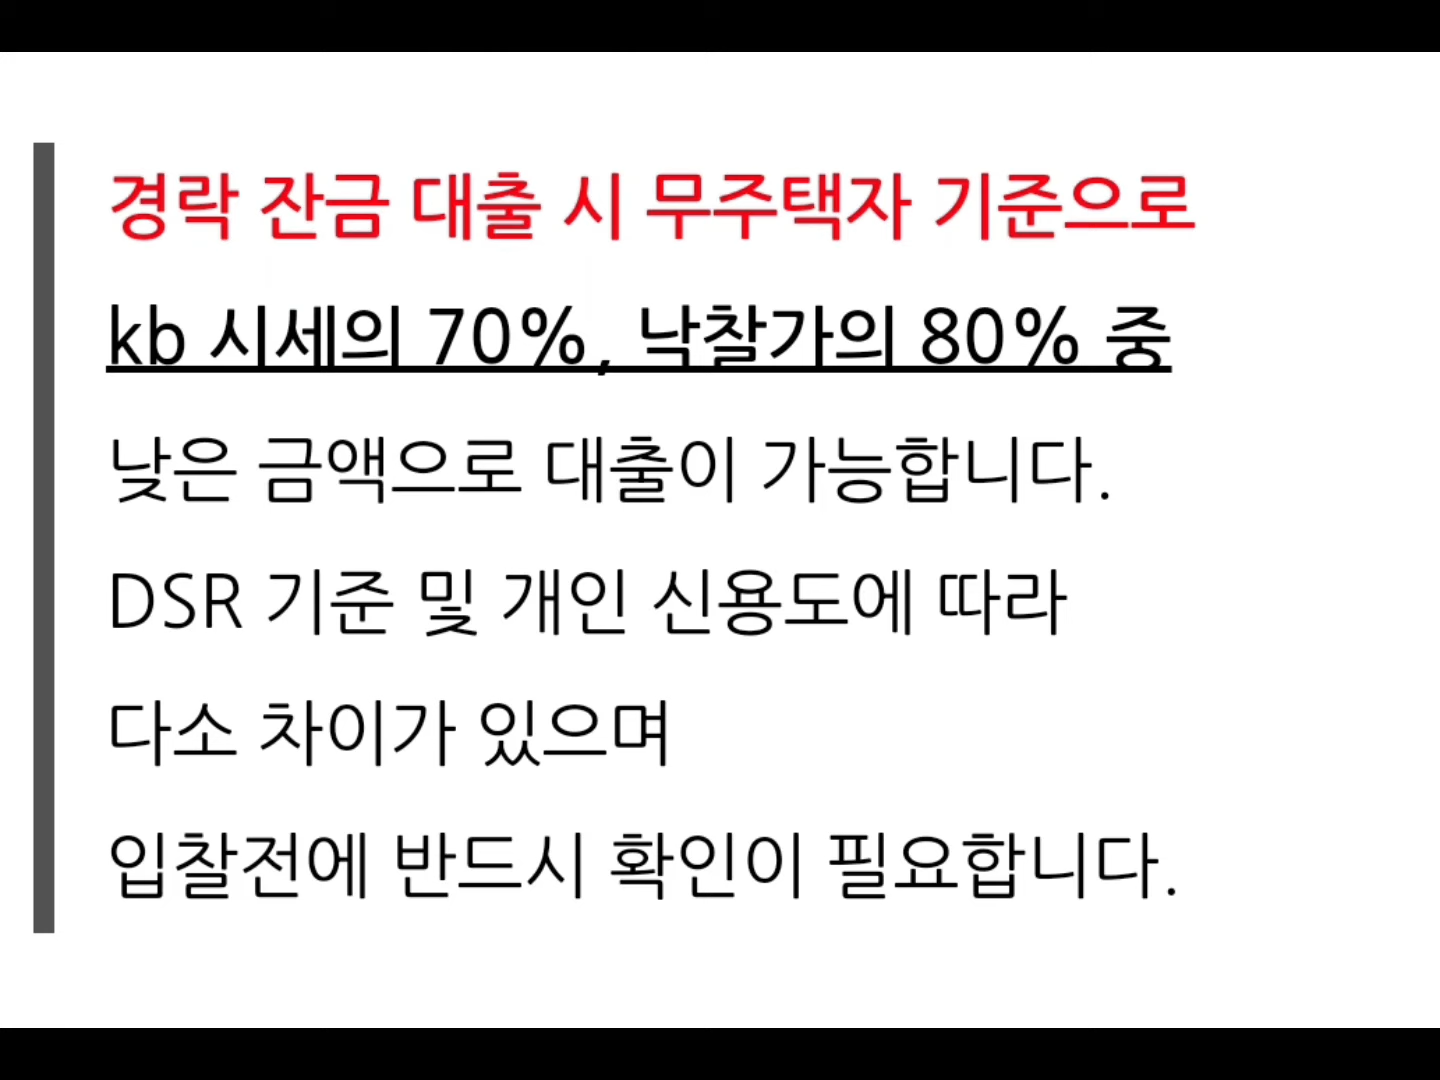 경락 잔금 대출 시 무주택자 기준으로
kb 시세의 70%, 낙찰가의 80% 중
낮은 금액으로 대출이 가능합니다.
DSR 기준 및 개인 신용도에 따라
다소 차이가 있으며
입찰전에 반드시 확인이 필요합니다.